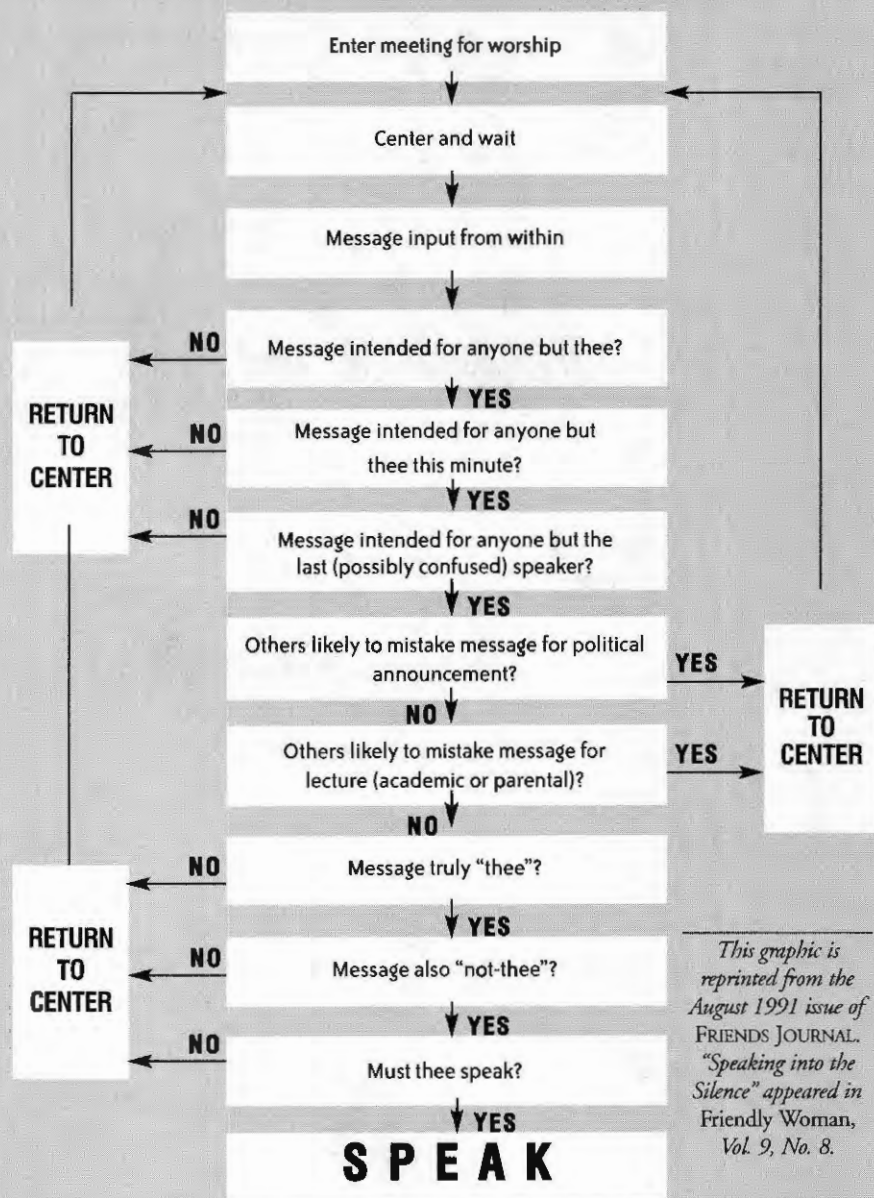 Enter meeting for worship
Center and wait
Message input from within
Message intended for anyone but thee?
NO
YES
RETURN
TO
CENTER
Message intended for anyone but
thee this minute?
NO
YES
Message intended for anyone but the
last (possibly confused) speaker?
NO
YES
Others likely to mistake message for political
announcement?
YES
NO
RETURN
TO
CENTER
Others likely to mistake message for
lecture (academic or parental)?
YES
NO
Message truly "thee"?
NO
YES
RETURN
TO
CENTER
Message also "not-thee"?
NO
YES
Must thee speak?
NO
YES
SPEAK
This graphic is
reprinted from the
August 1991 issue of
FRIENDS JOURNAL.
"Speaking into the
Silence" appeared in
Friendly Woman,
Vol. 9, No. 8.